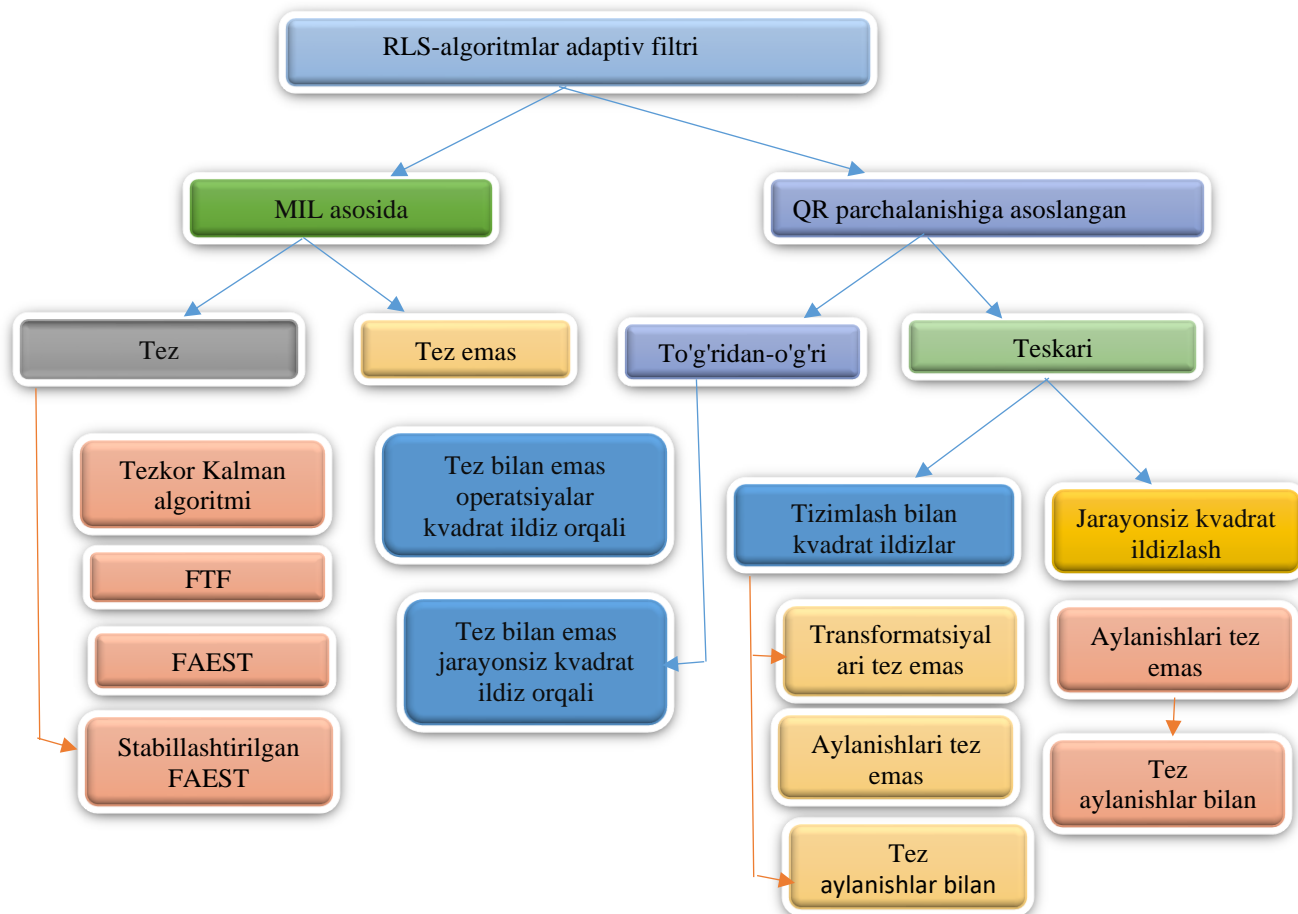 RLS-algoritmlar adaptiv filtri
MIL asosida
QR parchalanishiga asoslangan
Tez
Tez emas
To'g'ridan-o'g'ri
Teskari
Tezkor Kalman
algoritmi
FTF
FAEST
Stabillashtirilgan
FAEST
Tez bilan emas
operatsiyalar
kvadrat ildiz orqali
Tez bilan emas
jarayonsiz kvadrat
ildiz orqali
Tizimlash bilan
kvadrat ildizlar
Transformatsiyal
ari tez emas
Aylanishlari tez
emas
Tez
aylanishlar bilan
Jarayonsiz kvadrat
ildizlash
Aylanishlari tez
emas
Tez
aylanishlar bilan